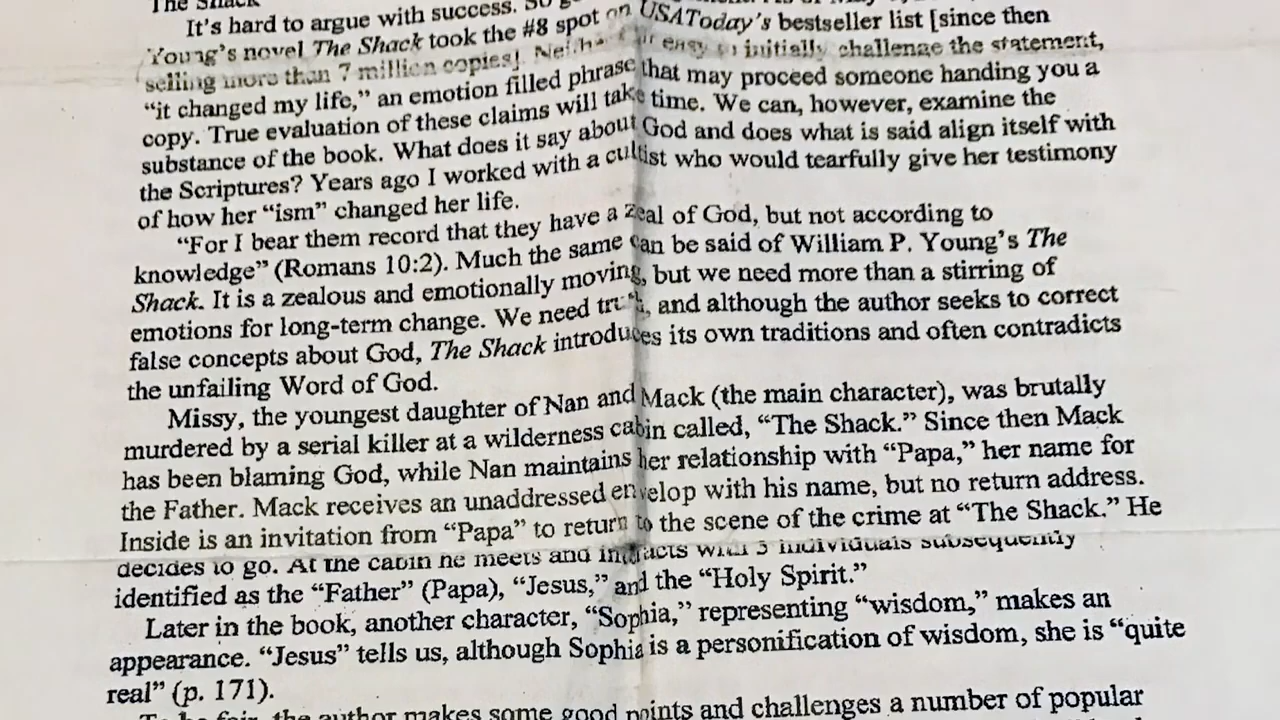 The Shack
It's hard to argue with success. So
Young's novel The Shack took the #8 spot on USAToday's bestseller list [since then
selling more than 7 million copies]. easy to initially challenge the statement,
“it changed my life,” an emotion filled phrase that may proceed someone handing you a
copy. True evaluation of these claims will take time. We can, however, examine the
substance of the book. What does it say about God and does what is said align itself with
the Scriptures? Years ago I worked with a cultist who would tearfully give her testimony
of how her “ism” changed her life.
“For I bear them record that they have a zeal of God, but not according to
knowledge” (Romans 10:2). Much the same can be said of William P. Young's The
Shack. It is a zealous and emotionally moving, but we need more than a stirring of
emotions for long-term change. We need truth, and although the author seeks to correct
false concepts about God, The Shack introduces its own traditions and often contradicts
the unfailing Word of God.
Missy, the youngest daughter of Nan and Mack (the main character), was brutally
murdered by a serial killer at a wilderness cabin called, “The Shack.” Since then Mack
has been blaming God, while Nan maintains her relationship with “Papa,” her name for
the Father. Mack receives an unaddressed envelop with his name, but no return address.
Inside is an invitation from “Papa” to return to the scene of the crime at “The Shack.” He
decides to go. At the cabin he meets and interacts with 3 individuals subsequently
identified as the “Father” (Papa), “Jesus,” and the “Holy Spirit.”
Later in the book, another character, “Sophia,” representing “wisdom,” makes an
appearance. “Jesus” tells us, although Sophia is a personification of wisdom, she is “quite
real” (p. 171).
To be fair, the author makes some good points and challenges a number of popular